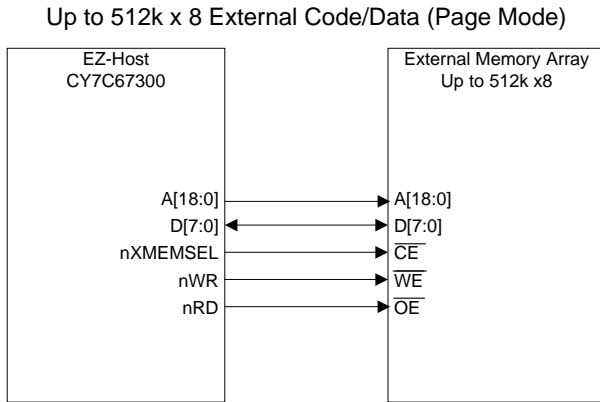 Up to 512k x 8 External Code/Data (Page Mode)
EZ-Host
CY7C67300
External Memory Array
Up to 512k x8
A[18:0]
A[18:0]
D[7:0]
D[7:0]
nXMEMSEL
CE
nWR
WE
nRD
OE